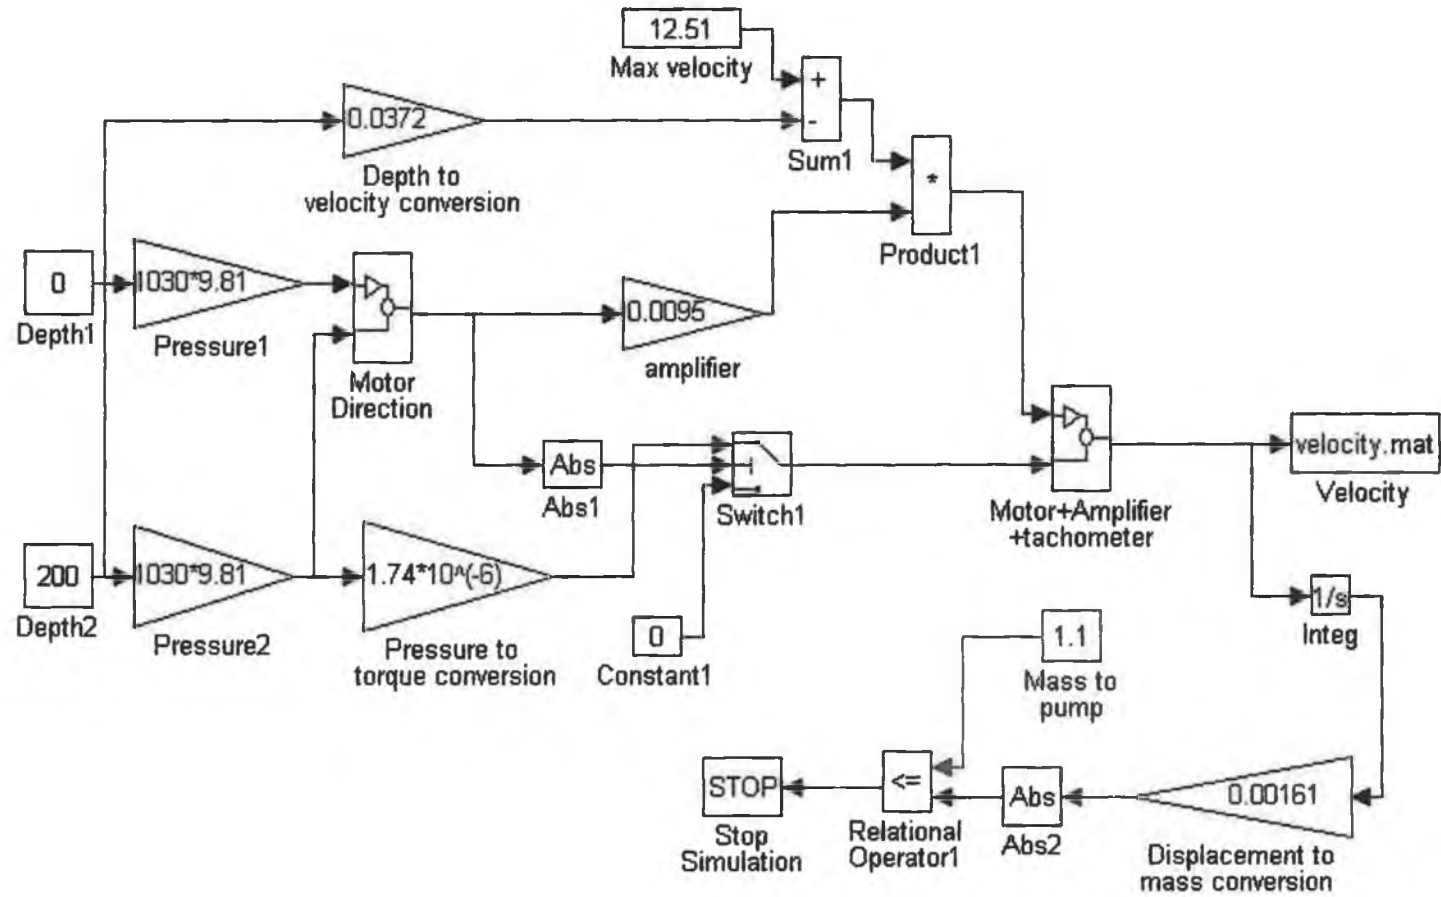 12.51
Max velocity
+
-
Sum1
0.0372
Depth to
velocity conversion
*
Product1
0
Depth1
1030*9.81
Pressure1
Motor
Direction
0.0095
amplifier
Abs
Abs1
Switch1
Motor+Amplifier
+tachometer
velocity.mat
Velocity
200
Depth2
1030*9.81
Pressure2
1.74*10^(-6)
Pressure to
torque conversion
0
Constant1
1.1
Mass to
pump
1/s
Integ
STOP
Stop
Simulation
<=
Relational
Operator1
Abs
Abs2
0.00161
Displacement to
mass conversion